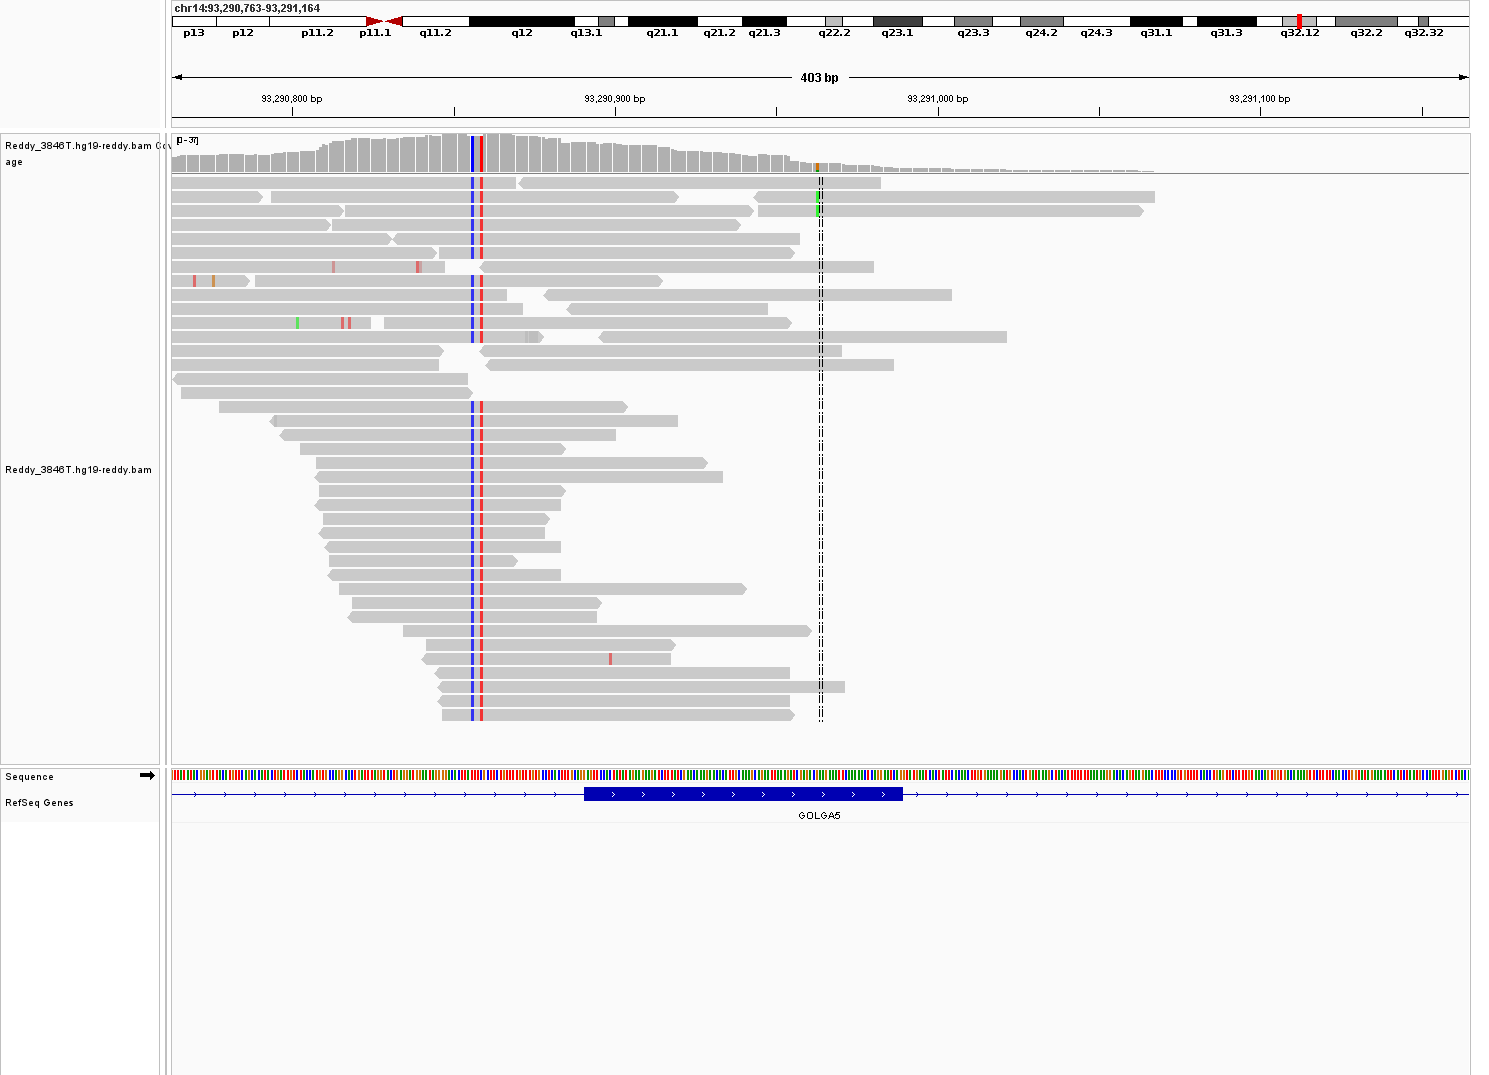 chr14:93,290,763-93,291,164
p13 p12 p11.2 p11.1 q11.2 q12 q13.1 q21.1 q21.2 q21.3 q22.2 q23.1 q23.3 q24.2 q24.3 q31.1 q31.3 q32.12 q32.2 q32.32
403 bp
93,290,800 bp 93,290,900 bp 93,291,000 bp 93,291,100 bp
[0 - 37]
Reddy_3846T.hg19-reddy.bam Cov
age
Reddy_3846T.hg19-reddy.bam
Sequence
RefSeq Genes
GOLGA5